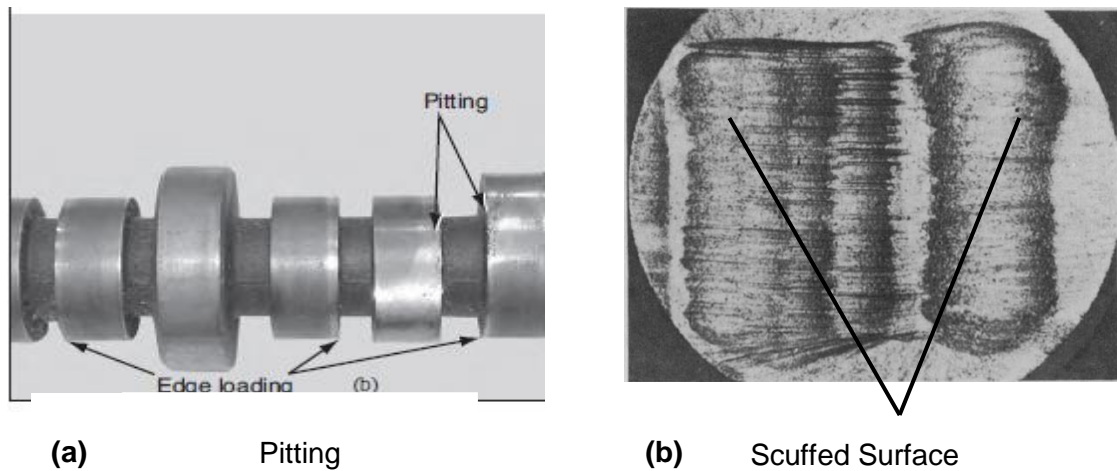 Pitting
Edge loading
(b)
(a) Pitting
(b) Scuffed Surface